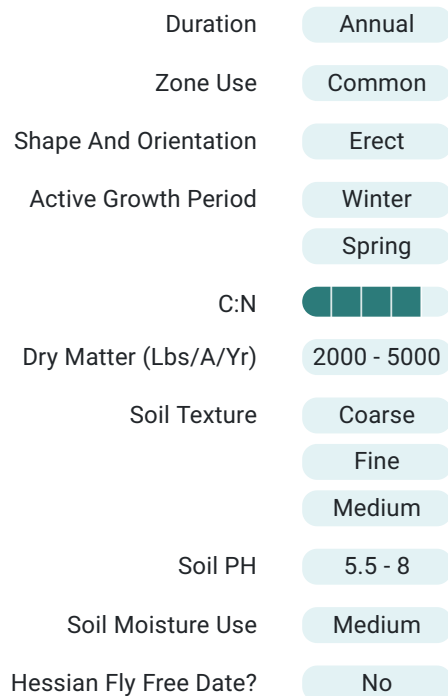 Duration Annual
Zone Use Common
Shape And Orientation Erect
Active Growth Period Winter
Spring
C:N
Dry Matter (Lbs/A/Yr) 2000 - 5000
Soil Texture Coarse
Fine
Medium
Soil PH 5.5 - 8
Soil Moisture Use Medium
Hessian Fly Free Date? No